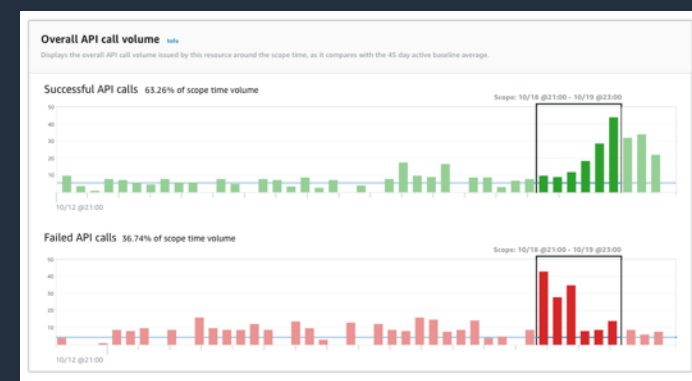 Overall API call volume Info
Displays the overall API call volume issued by this resource around the scope time, as it compares with the 45 day active baseline average.
Successful API calls 63.26% of scope time volume
Scope: 10/18 @21:00 - 10/19 @23:00
50
40
30
20
10
10/12 @21:00
Failed API calls 36.74% of scope time volume
Scope: 10/18 @21:00 - 10/19 @23:00
50
40
30
20
10
10/12 @21:00